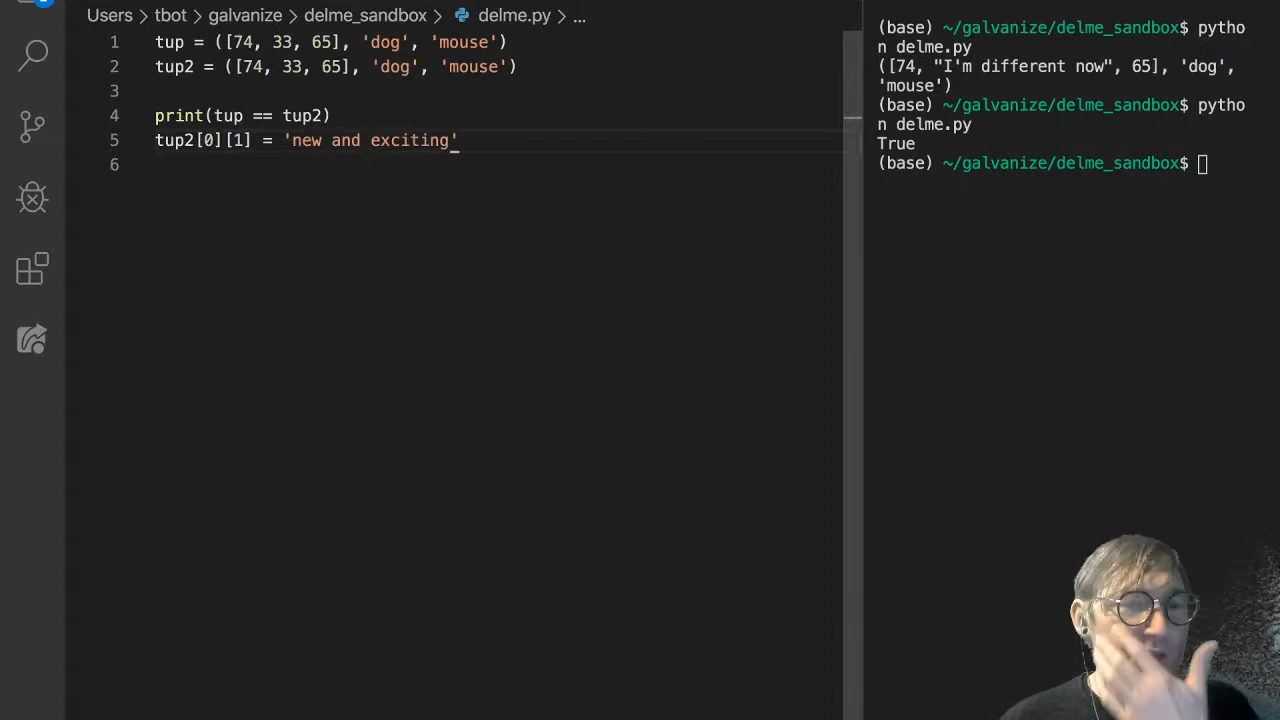 Users > tbot > galvanize > delme_sandbox > delme.py > ...
1 tup = ([74, 33, 65], 'dog', 'mouse')
2 tup2 = ([74, 33, 65], 'dog', 'mouse')
3
4 print(tup == tup2)
5 tup2[0][1] = 'new and exciting'
6
(base) ~/galvanize/delme_sandbox$ pytho
n delme.py
([74, "I'm different now", 65], 'dog',
'mouse')
(base) ~/galvanize/delme_sandbox$ pytho
n delme.py
True
(base) ~/galvanize/delme_sandbox$